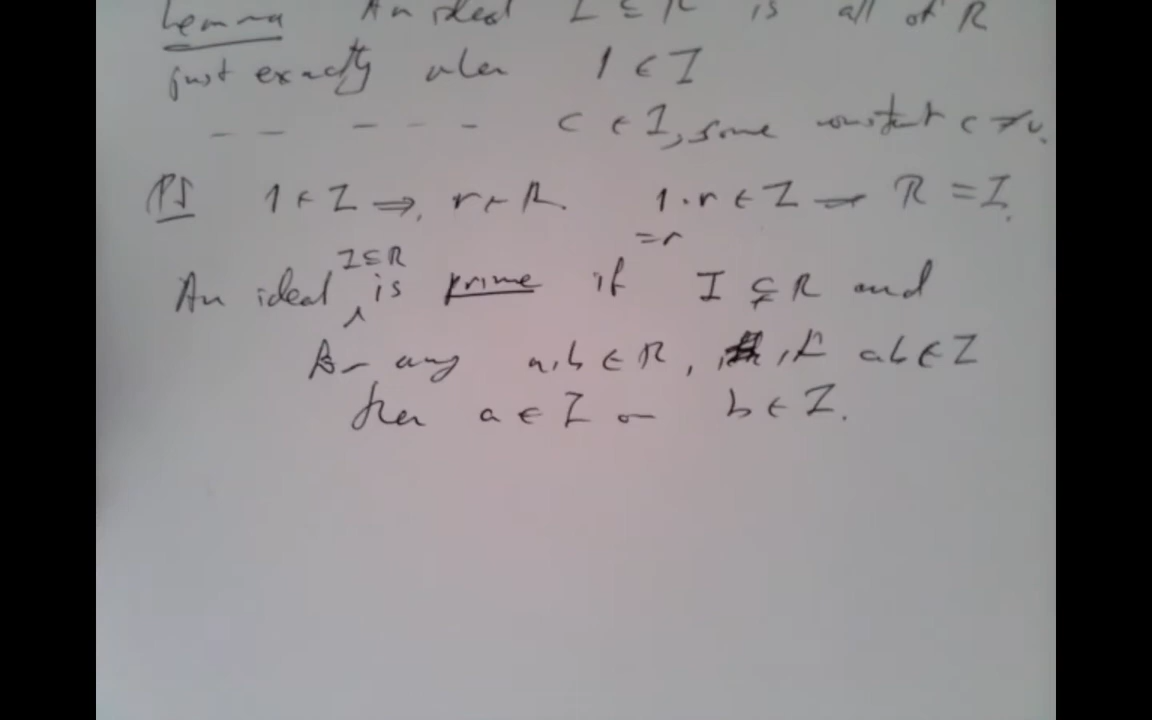 Lemma An ideal I ⊆ R is all of R
just exactly when 1 ∈ I
-- -- - - - - c ∈ I, some constant c ≠ 0.
Pf 1 ∈ I ⇒, r ∈ R. 1·r ∈ I → R = I.
= r
I ⊆ R
An ideal ∧ is prime if I ⊊ R and
for any a, b ∈ R, if ab ∈ I
then a ∈ I or b ∈ I.